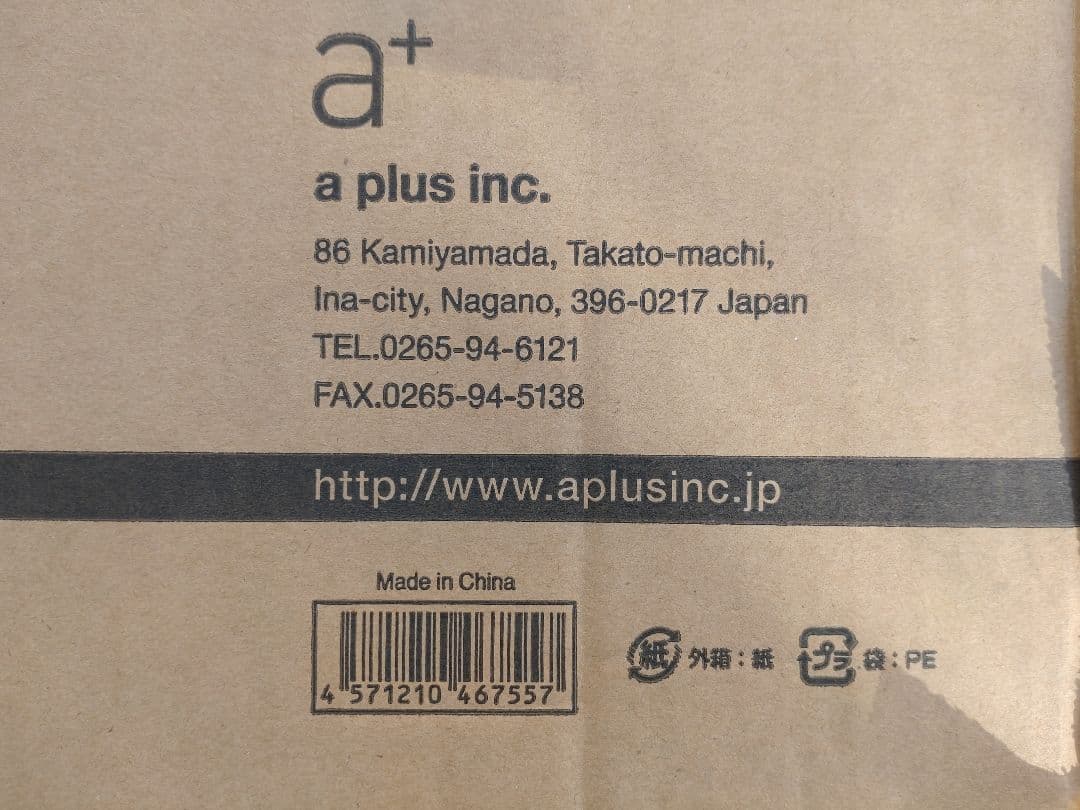 a+
a plus inc.
86 Kamiyamada, Takato-machi,
Ina-city, Nagano, 396-0217 Japan
TEL.0265-94-6121
FAX.0265-94-5138
http://www.aplusinc.jp
Made in China
4 571210 467557
紙 外箱：紙 プラ 袋：PE